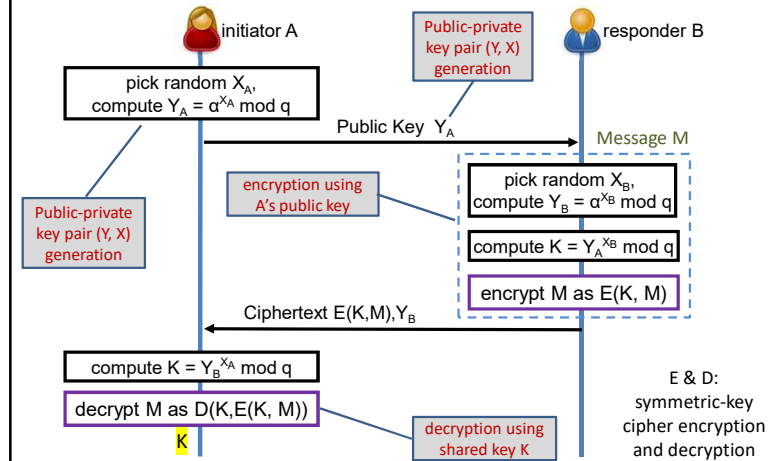 initiator A
Public-private
key pair (Y, X)
generation
responder B
pick random X_A,
compute Y_A = α^X_A mod q
Public Key Y_A
Message M
Public-private
key pair (Y, X)
generation
encryption using
A's public key
pick random X_B,
compute Y_B = α^X_B mod q
compute K = Y_A^X_B mod q
encrypt M as E(K, M)
Ciphertext E(K,M),Y_B
compute K = Y_B^X_A mod q
decrypt M as D(K,E(K, M))
K
decryption using
shared key K
E & D:
symmetric-key
cipher encryption
and decryption